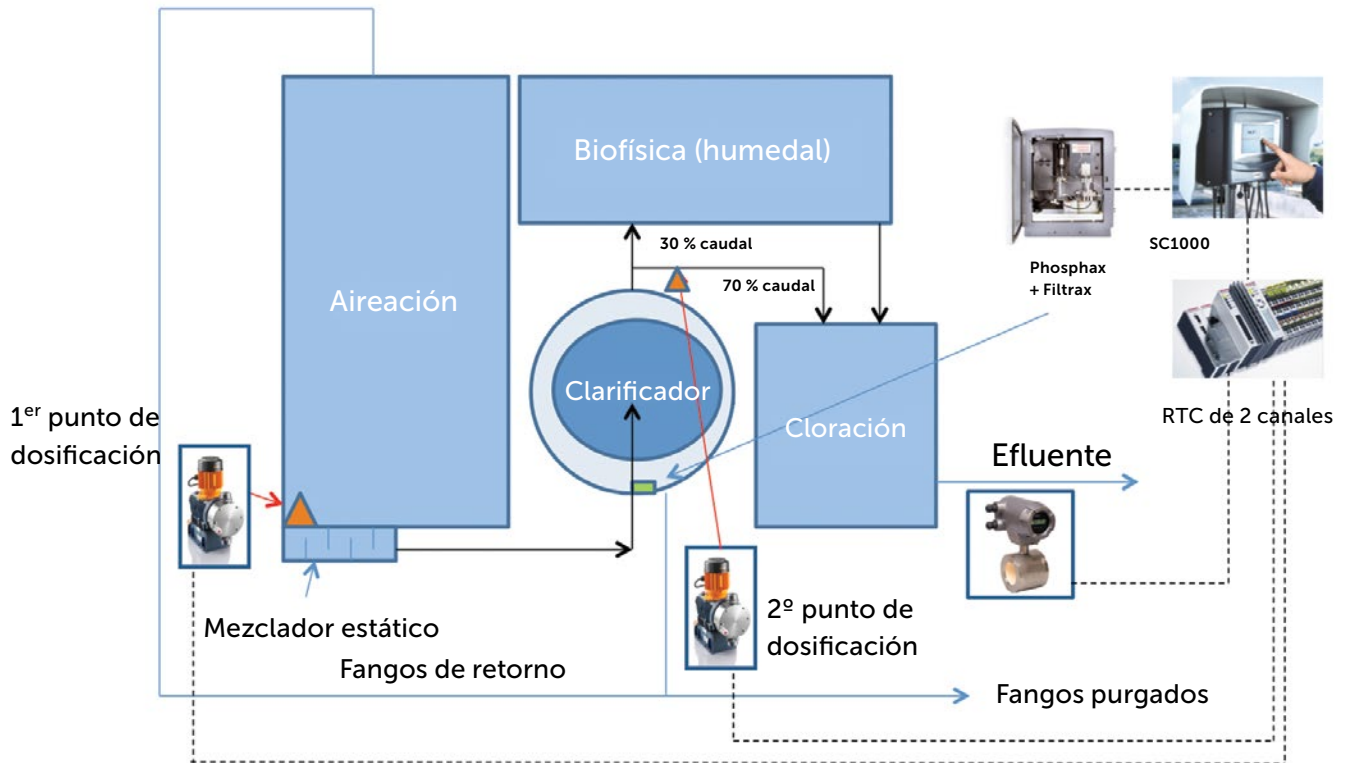 Biofísica (humedal)
Aireación
30 % caudal
70 % caudal
SC1000
Phosphax
+ Filtrax
Clarificador
Cloración
RTC de 2 canales
1er punto de
dosificación
Efluente
Mezclador estático
2º punto de
dosificación
Fangos de retorno
Fangos purgados